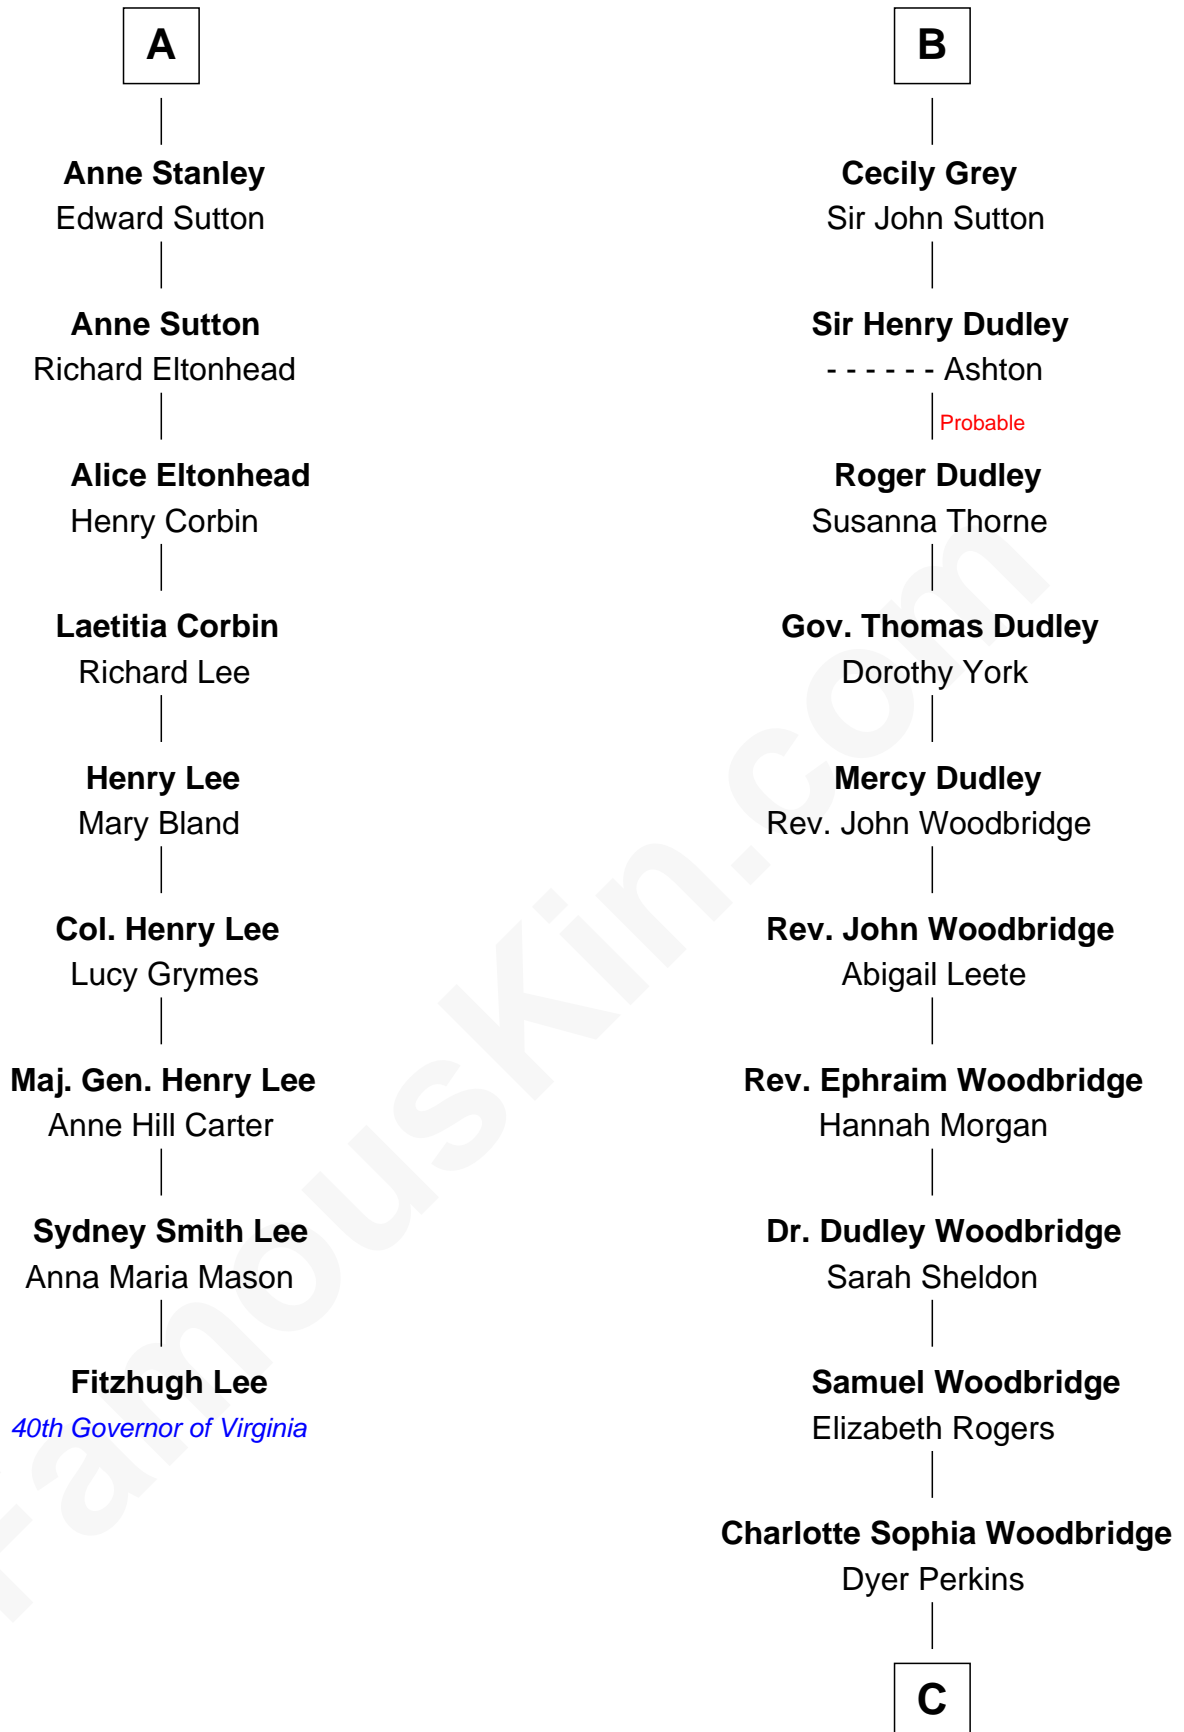 A
Anne Stanley
Edward Sutton
Anne Sutton
Richard Eltonhead
Alice Eltonhead
Henry Corbin
Laetitia Corbin
Richard Lee
Henry Lee
Mary Bland
Col. Henry Lee
Lucy Grymes
Maj. Gen. Henry Lee
Anne Hill Carter
Sydney Smith Lee
Anna Maria Mason
Fitzhugh Lee
40th Governor of Virginia
B
Cecily Grey
Sir John Sutton
Sir Henry Dudley
- - - - - - Ashton
Probable
Roger Dudley
Susanna Thorne
Gov. Thomas Dudley
Dorothy York
Mercy Dudley
Rev. John Woodbridge
Rev. John Woodbridge
Abigail Leete
Rev. Ephraim Woodbridge
Hannah Morgan
Dr. Dudley Woodbridge
Sarah Sheldon
Samuel Woodbridge
Elizabeth Rogers
Charlotte Sophia Woodbridge
Dyer Perkins
C
FamousKin.com